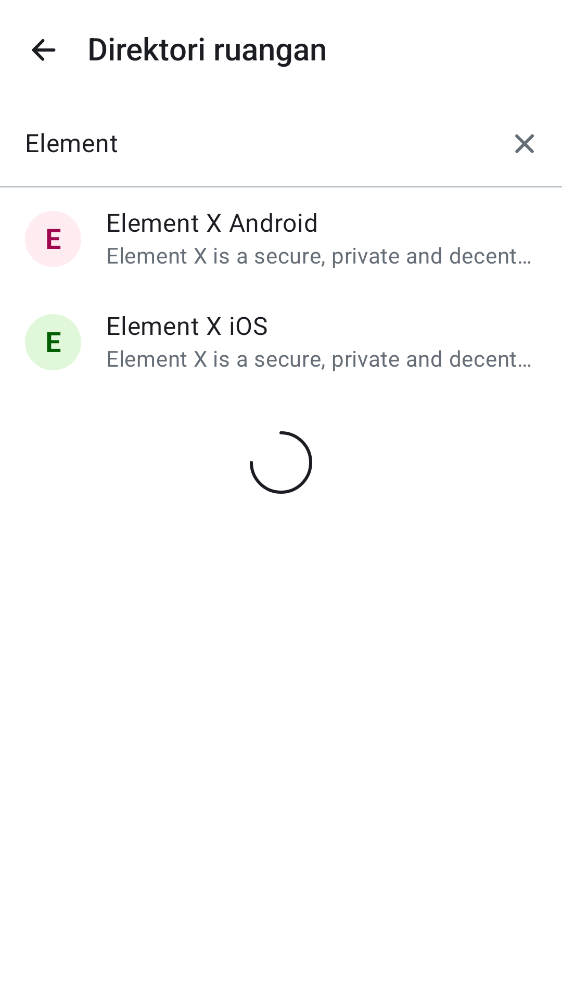 Direktori ruangan
Element
E
Element X Android
Element X is a secure, private and decent…
E
Element X iOS
Element X is a secure, private and decent…